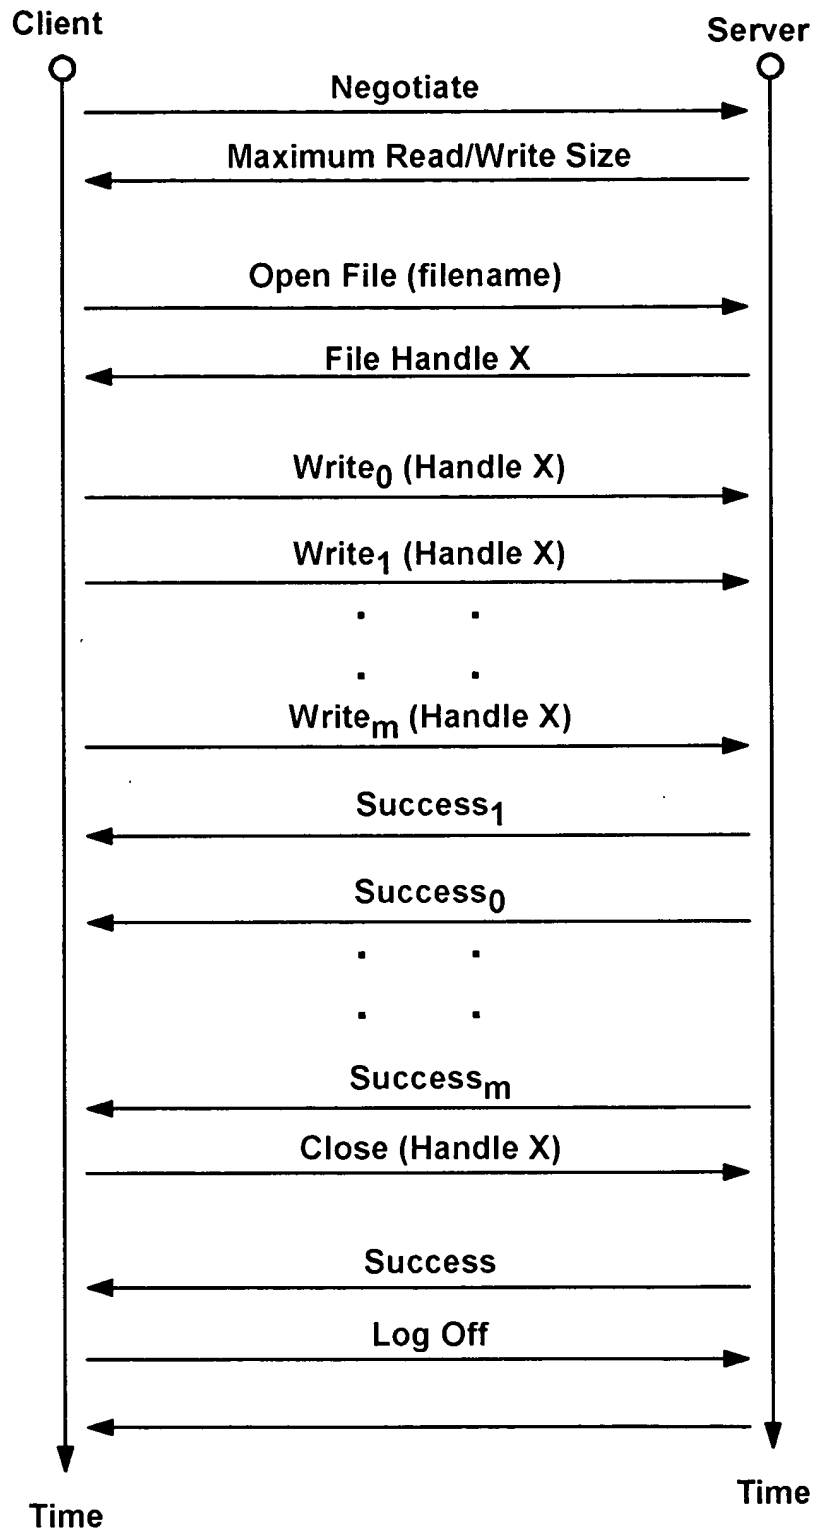 Client
Server
Negotiate
Maximum Read/Write Size
Open File (filename)
File Handle X
Write0 (Handle X)
Write1 (Handle X)
Writem (Handle X)
Success1
Success0
Successm
Close (Handle X)
Success
Log Off
Time
Time